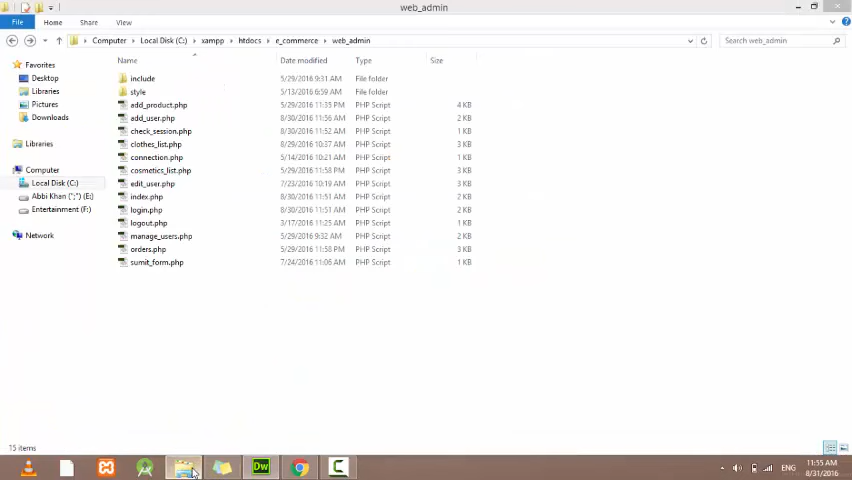 web_admin
File Home Share View
Computer Local Disk (C:) xampp htdocs e_commerce web_admin Search web_admin
Name Date modified Type Size
Favorites
Desktop
Libraries
Pictures
Downloads
Libraries
Computer
Local Disk (C:)
Abbi Khan (";") (E:)
Entertainment (F:)
Network
include 5/29/2016 9:31 AM File folder
style 5/13/2016 6:59 AM File folder
add_product.php 5/29/2016 11:35 PM PHP Script 4 KB
add_user.php 8/30/2016 11:56 AM PHP Script 2 KB
check_session.php 8/30/2016 11:52 AM PHP Script 1 KB
clothes_list.php 8/29/2016 10:37 AM PHP Script 3 KB
connection.php 5/14/2016 10:21 AM PHP Script 1 KB
cosmetics_list.php 5/29/2016 11:58 PM PHP Script 3 KB
edit_user.php 7/23/2016 10:19 AM PHP Script 3 KB
index.php 8/30/2016 11:51 AM PHP Script 2 KB
login.php 8/30/2016 11:51 AM PHP Script 2 KB
logout.php 3/17/2016 11:25 AM PHP Script 1 KB
manage_users.php 5/29/2016 9:32 AM PHP Script 2 KB
orders.php 5/29/2016 11:58 PM PHP Script 3 KB
sumit_form.php 7/24/2016 11:06 AM PHP Script 1 KB
15 items
Dw
ENG
11:55 AM
8/31/2016